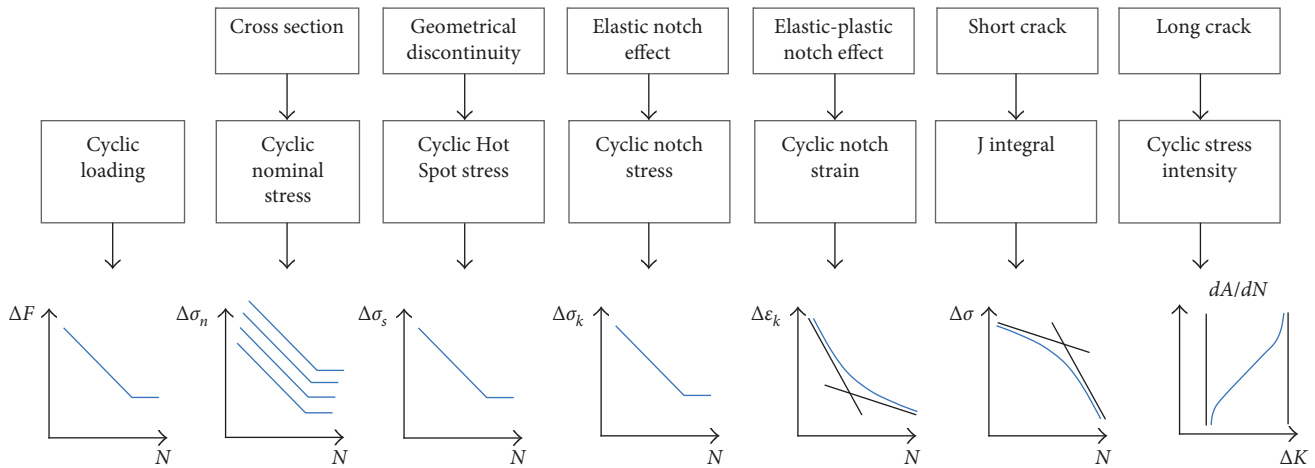 Cross section
Geometrical
discontinuity
Elastic notch
effect
Elastic-plastic
notch effect
Short crack
Long crack
Cyclic
loading
Cyclic
nominal
stress
Cyclic Hot
Spot stress
Cyclic notch
stress
Cyclic notch
strain
J integral
Cyclic stress
intensity
ΔF
N
Δσn
N
Δσs
N
Δσk
N
Δεk
N
Δσ
N
dA/dN
ΔK